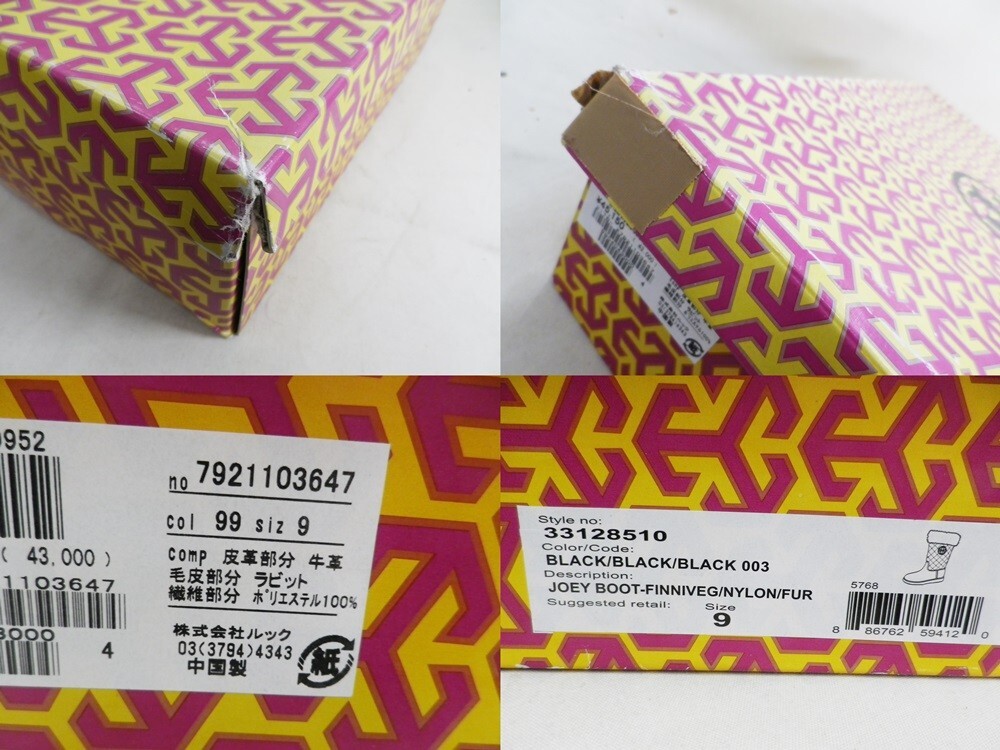 ¥45,150
0952
no 7921103647
col 99 siz 9
( 43,000 )
comp 皮革部分 牛革
毛皮部分 ラビット
繊維部分 ポリエステル100%
1103647
3000
4
株式会社ルック
03(3794)4343
中国製
紙
Style no:
33128510
Color/Code:
BLACK/BLACK/BLACK 003
Description:
JOEY BOOT-FINNIVEG/NYLON/FUR
Suggested retail:
Size
9
5768
8 86762 59412 0